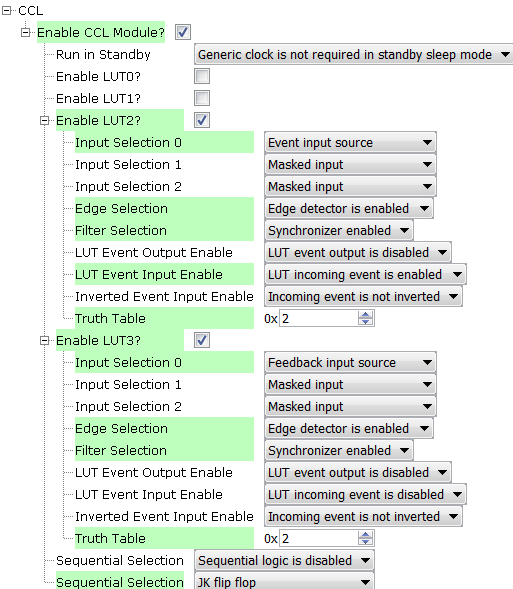 CCL
Enable CCL Module?
Run in Standby Generic clock is not required in standby sleep mode
Enable LUT0?
Enable LUT1?
Enable LUT2?
Input Selection 0 Event input source
Input Selection 1 Masked input
Input Selection 2 Masked input
Edge Selection Edge detector is enabled
Filter Selection Synchronizer enabled
LUT Event Output Enable LUT event output is disabled
LUT Event Input Enable LUT incoming event is enabled
Inverted Event Input Enable Incoming event is not inverted
Truth Table 0x 2
Enable LUT3?
Input Selection 0 Feedback input source
Input Selection 1 Masked input
Input Selection 2 Masked input
Edge Selection Edge detector is enabled
Filter Selection Synchronizer enabled
LUT Event Output Enable LUT event output is disabled
LUT Event Input Enable LUT incoming event is disabled
Inverted Event Input Enable Incoming event is not inverted
Truth Table 0x 2
Sequential Selection Sequential logic is disabled
Sequential Selection JK flip flop